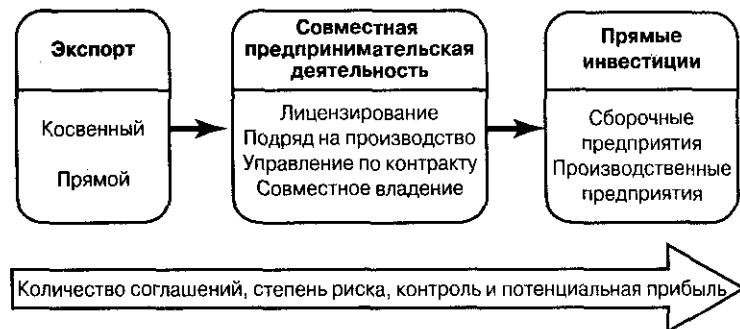 Экспорт
Косвенный
Прямой
Совместная
предпринимательская
деятельность
Лицензирование
Подряд на производство
Управление по контракту
Совместное владение
Прямые
инвестиции
Сборочные
предприятия
Производственные
предприятия
Количество соглашений, степень риска, контроль и потенциальная прибыль